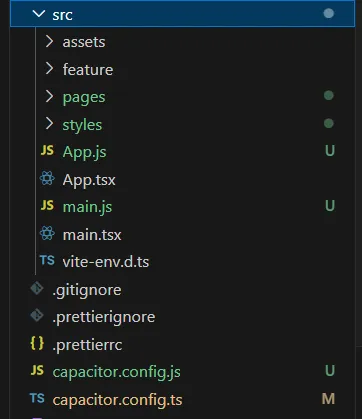 src
assets
feature
pages
styles
JS App.js U
App.tsx
JS main.js U
main.tsx
TS vite-env.d.ts
.gitignore
.prettierignore
{ } .prettierrc
JS capacitor.config.js U
TS capacitor.config.ts M